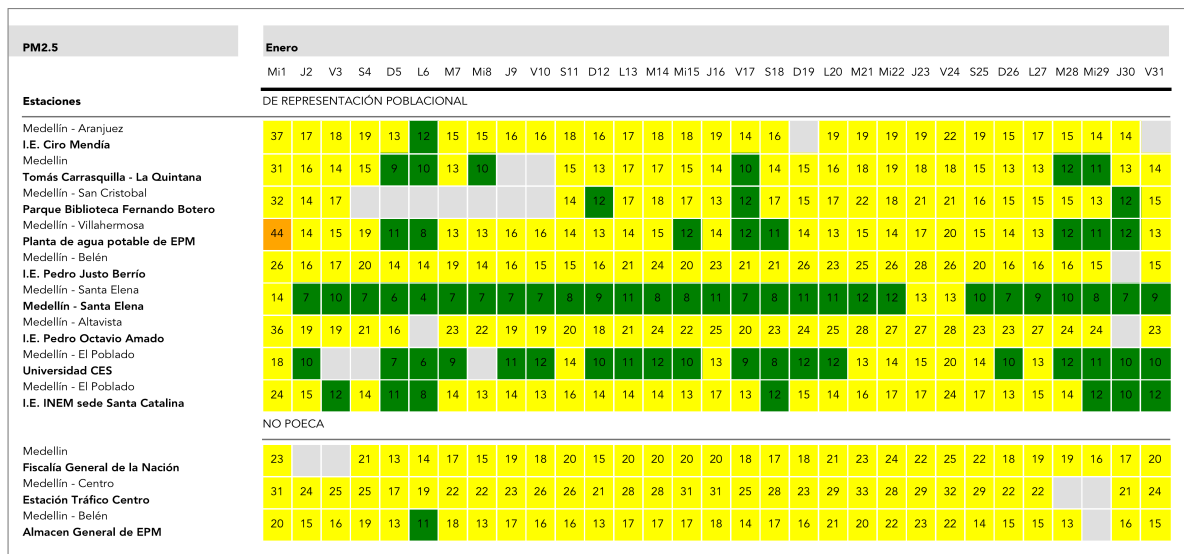 PM2.5
Enero
Mi1 J2 V3 S4 D5 L6 M7 Mi8 J9 V10 S11 D12 L13 M14 Mi15 J16 V17 S18 D19 L20 M21 Mi22 J23 V24 S25 D26 L27 M28 Mi29 J30 V31
Estaciones DE REPRESENTACIÓN POBLACIONAL
Medellín - Aranjuez
37 17 18 19 13 12 15 15 16 16 18 16 17 18 18 19 14 16 19 19 19 19 22 19 15 17 15 14 14
I.E. Ciro Mendía
Medellin
31 16 14 15 9 10 13 10 15 13 17 17 15 14 10 14 15 16 18 19 18 18 15 13 13 12 11 13 14
Tomás Carrasquilla - La Quintana
Medellín - San Cristobal
32 14 17 14 12 17 18 17 13 12 17 15 17 22 18 21 21 16 15 15 15 13 12 15
Parque Biblioteca Fernando Botero
Medellín - Villahermosa
44 14 15 19 11 8 13 13 16 16 14 13 14 15 12 14 12 11 14 13 15 13 14 17 20 15 14 12 11 12 13
Planta de agua potable de EPM
Medellín - Belén
26 16 17 20 14 14 19 14 16 15 15 16 21 24 20 23 21 21 26 23 25 26 28 26 20 16 16 16 15 15
I.E. Pedro Justo Berrío
Medellín - Santa Elena
14 7 10 7 6 4 7 7 7 7 8 9 11 8 8 11 7 8 11 11 12 12 13 13 10 7 9 10 8 7 9
Medellín - Santa Elena
Medellín - Altavista
36 19 19 21 16 23 22 19 19 20 18 21 24 22 25 20 23 24 25 28 27 27 28 23 23 27 24 24 23
I.E. Pedro Octavio Amado
Medellín - El Poblado
18 10 7 6 9 11 12 14 10 11 12 10 13 9 8 12 12 13 14 15 20 14 10 13 12 11 10 10
Universidad CES
Medellín - El Poblado
24 15 12 14 11 8 14 13 14 13 16 14 14 14 13 17 13 12 15 14 16 17 17 24 17 13 15 14 12 10 12
I.E. INEM sede Santa Catalina
NO POECA
Medellín
23 21 13 14 17 15 19 18 20 15 20 20 20 20 18 21 17 23 21 24 22 25 22 18 19 19 16 17 20
Fiscalía General de la Nación
Medellín - Centro
31 24 25 25 17 19 22 22 23 26 26 21 28 28 31 31 25 28 23 29 33 28 29 32 29 22 22 21 24
Estación Tráfico Centro
Medellin - Belén
20 15 16 19 13 11 18 13 17 16 16 13 17 17 17 18 14 17 16 21 20 22 23 22 14 15 15 13 16 15
Almacen General de EPM